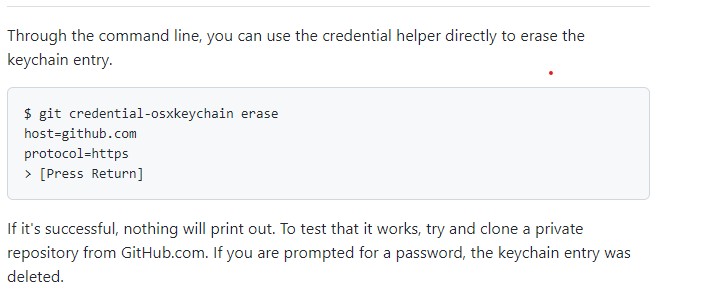 Through the command line, you can use the credential helper directly to erase the
keychain entry.
$ git credential-osxkeychain erase
host=github.com
protocol=https
> [Press Return]
If it's successful, nothing will print out. To test that it works, try and clone a private
repository from GitHub.com. If you are prompted for a password, the keychain entry was
deleted.